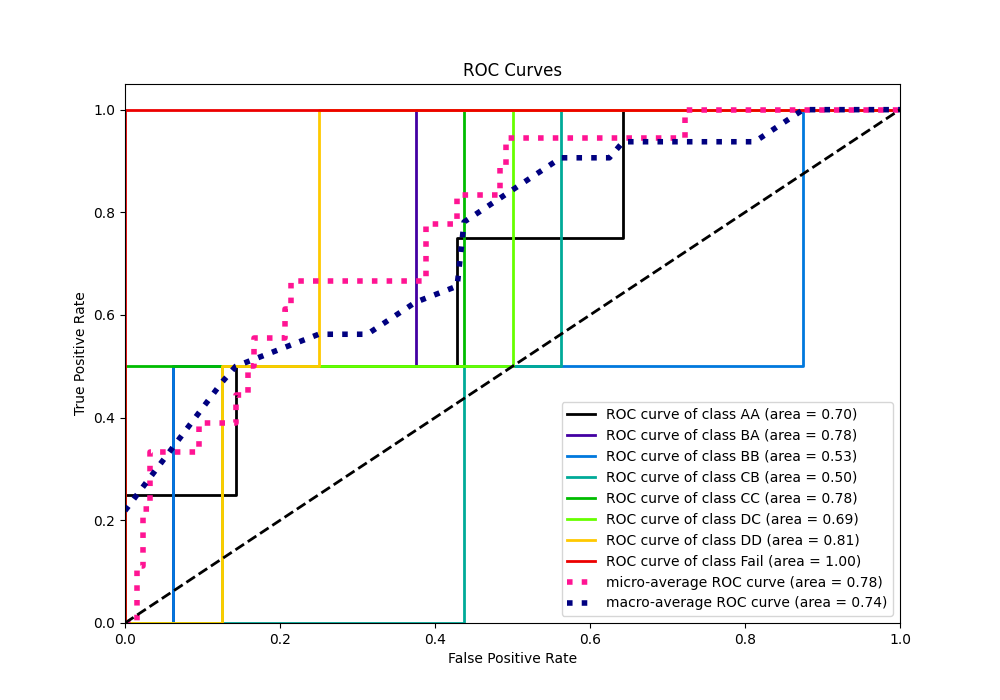 ROC Curves
True Positive Rate
1.0
0.8
0.6
0.4
0.2
0.0
ROC curve of class AA (area = 0.70)
ROC curve of class BA (area = 0.78)
ROC curve of class BB (area = 0.53)
ROC curve of class CB (area = 0.50)
ROC curve of class CC (area = 0.78)
ROC curve of class DC (area = 0.69)
ROC curve of class DD (area = 0.81)
ROC curve of class Fail (area = 1.00)
micro-average ROC curve (area = 0.78)
macro-average ROC curve (area = 0.74)
0.0 0.2 0.4 0.6 0.8 1.0
False Positive Rate